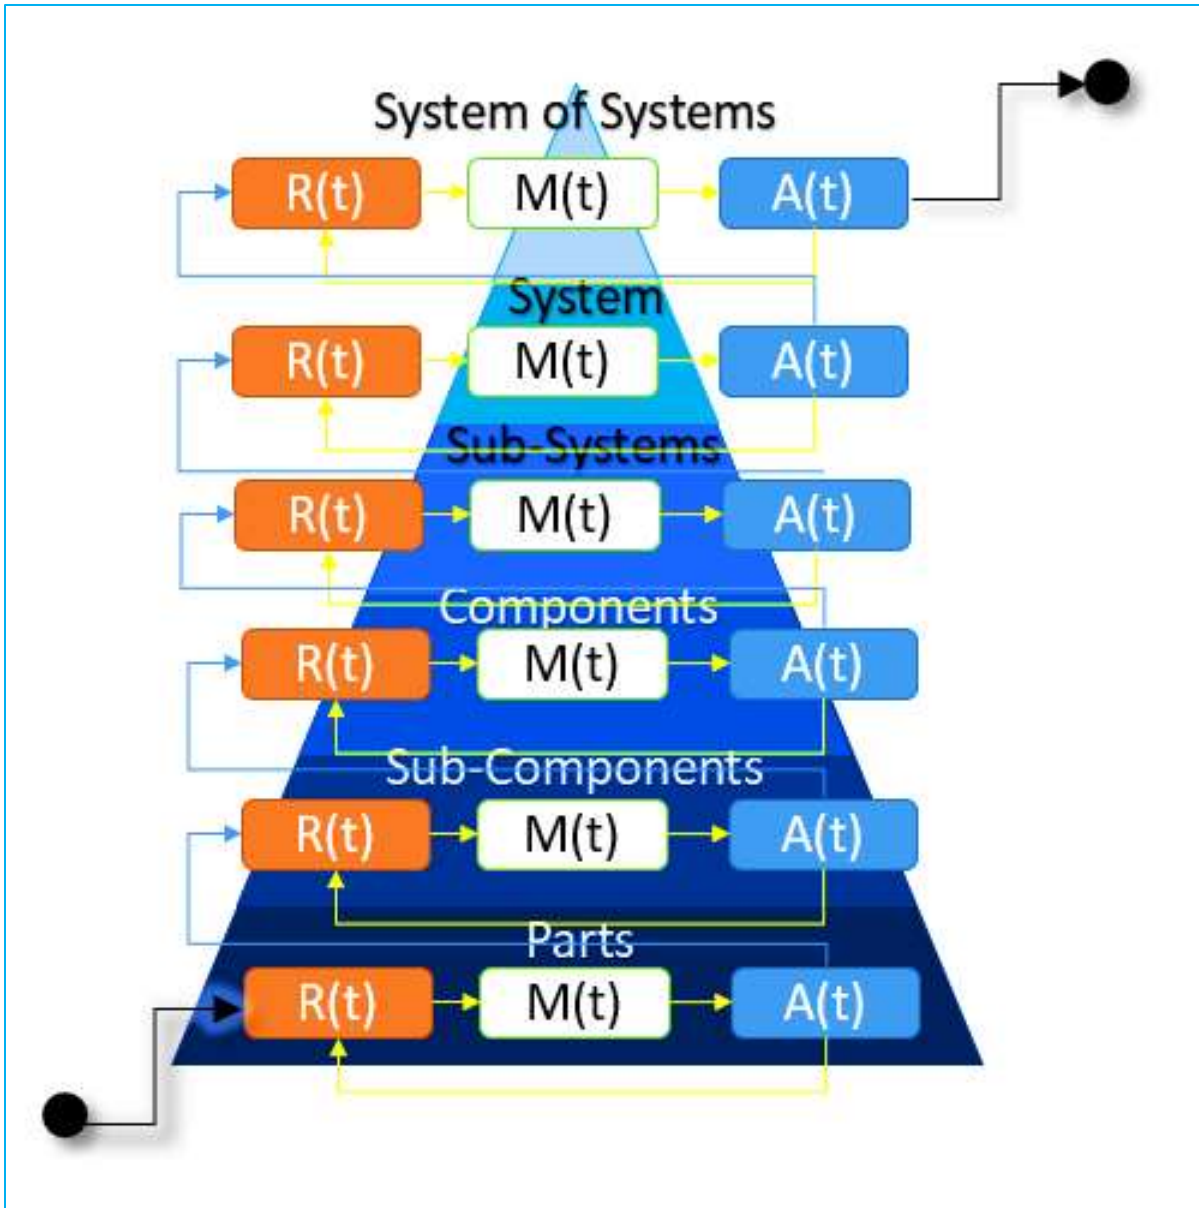 System of Systems
R(t) M(t) A(t)
System
R(t) M(t) A(t)
Sub-Systems
R(t) M(t) A(t)
Components
R(t) M(t) A(t)
Sub-Components
R(t) M(t) A(t)
Parts
R(t) M(t) A(t)